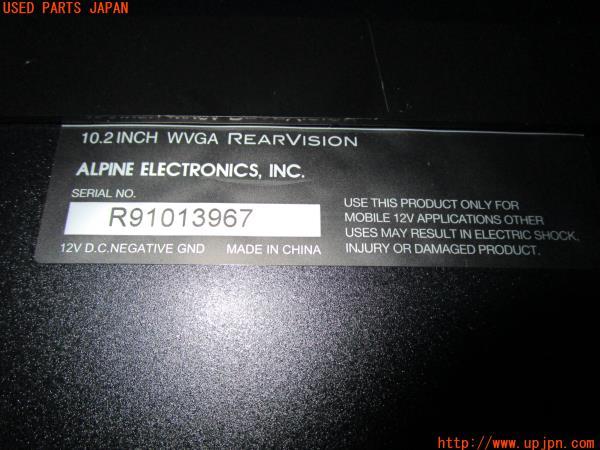 USED PARTS JAPAN
10.2 INCH WVGA REARVISION
ALPINE ELECTRONICS, INC.
SERIAL NO.
R91013967
12V D.C. NEGATIVE GND MADE IN CHINA
USE THIS PRODUCT ONLY FOR
MOBILE 12V APPLICATIONS OTHER
USES MAY RESULT IN ELECTRIC SHOCK,
INJURY OR DAMAGED PRODUCT.
http://www.upjpn.com/